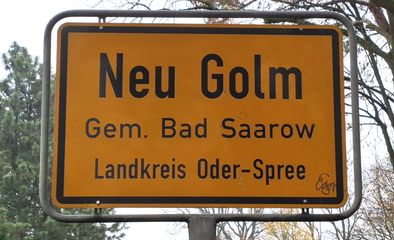 Neu Golm
Gem. Bad Saarow
Landkreis Oder-Spree